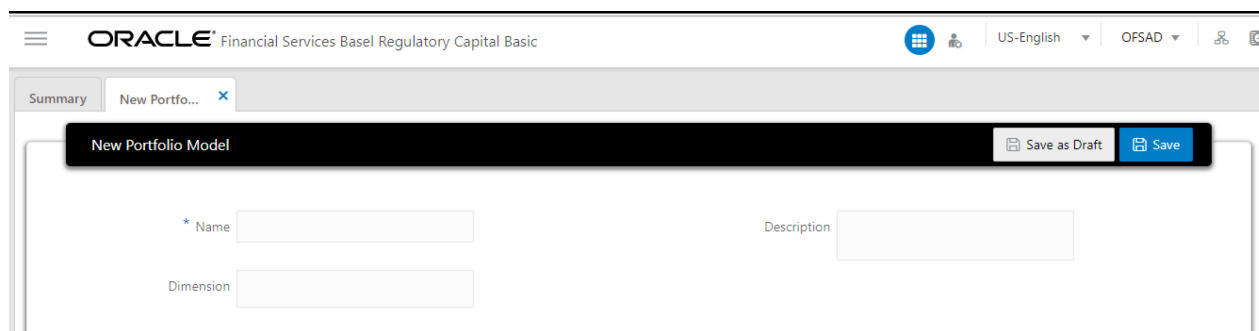 ORACLE® Financial Services Basel Regulatory Capital Basic US-English OFSAD
Summary New Portfo... ×
New Portfolio Model Save as Draft Save
* Name Description
Dimension